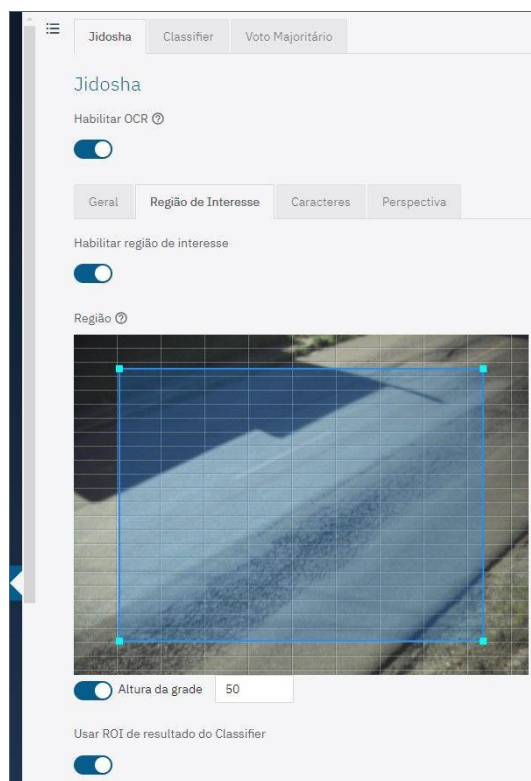 Jidosha Classifier Voto Majoritário
Jidosha
Habilitar OCR
Geral Região de Interesse Caracteres Perspectiva
Habilitar região de interesse
Região
Altura da grade 50
Usar ROI de resultado do Classifier